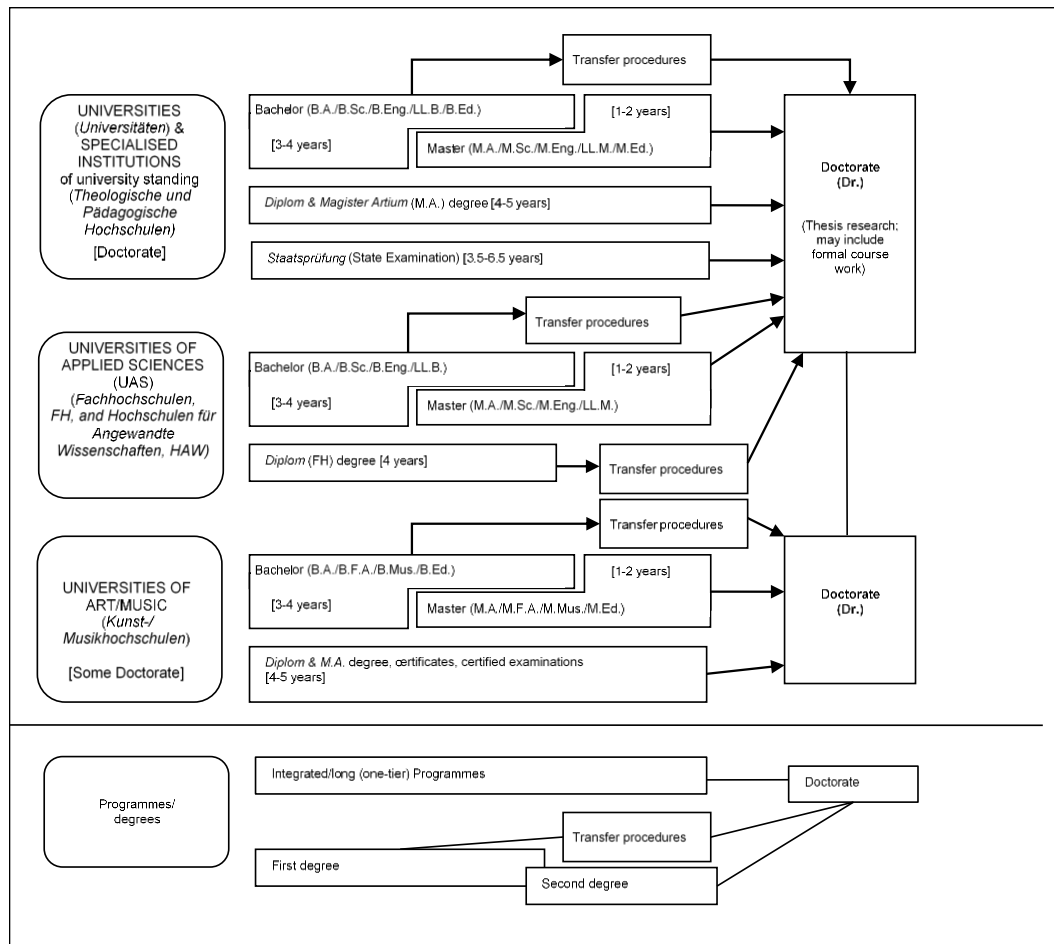 Transfer procedures
UNIVERSITIES
(Universitäten) &
SPECIALISED
INSTITUTIONS
of university standing
(Theologische und
Pädagogische
Hochschulen)
[Doctorate]
Bachelor (B.A./B.Sc./B.Eng./LL.B./B.Ed.)
[3-4 years]
[1-2 years]
Master (M.A./M.Sc./M.Eng./LL.M./M.Ed.)
Diplom & Magister Artium (M.A.) degree [4-5 years]
Staatsprüfung (State Examination) [3.5-6.5 years]
Doctorate
(Dr.)
(Thesis research;
may include
formal course
work)
Transfer procedures
UNIVERSITIES OF
APPLIED SCIENCES
(UAS)
(Fachhochschulen,
FH, and Hochschulen für
Angewandte
Wissenschaften, HAW)
Bachelor (B.A./B.Sc./B.Eng./LL.B.)
[3-4 years]
[1-2 years]
Master (M.A./M.Sc./M.Eng./LL.M.)
Diplom (FH) degree [4 years]
Transfer procedures
Transfer procedures
UNIVERSITIES OF
ART/MUSIC
(Kunst-/
Musikhochschulen)
[Some Doctorate]
Bachelor (B.A./B.F.A./B.Mus./B.Ed.)
[3-4 years]
[1-2 years]
Master (M.A./M.F.A./M.Mus./M.Ed.)
Diplom & M.A. degree, certificates, certified examinations
[4-5 years]
Doctorate
(Dr.)
Programmes/
degrees
Integrated/long (one-tier) Programmes
Doctorate
Transfer procedures
First degree
Second degree